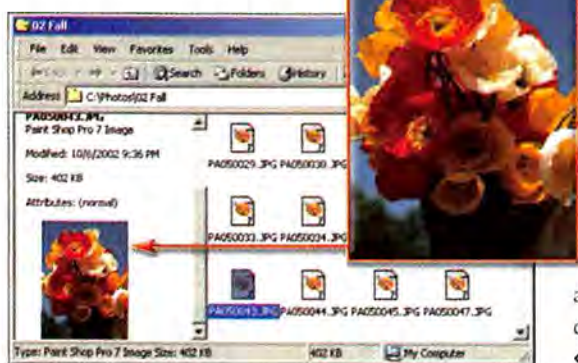 02 Fall
File Edit View Favorites Tools Help
Search Folders History
Address C:\Photos\02 Fall
PA050043.JPG
Paint Shop Pro 7 Image
Modified: 10/6/2002 9:36 PM
Size: 402 KB
Attributes: (normal)
PA050029.JPG PA050030.JPG
PA050033.JPG PA050034.JPG
PA050043.JPG PA050044.JPG PA050045.JPG PA050047.JPG
Type: Paint Shop Pro 7 Image Size: 402 KB 402 KB My Computer